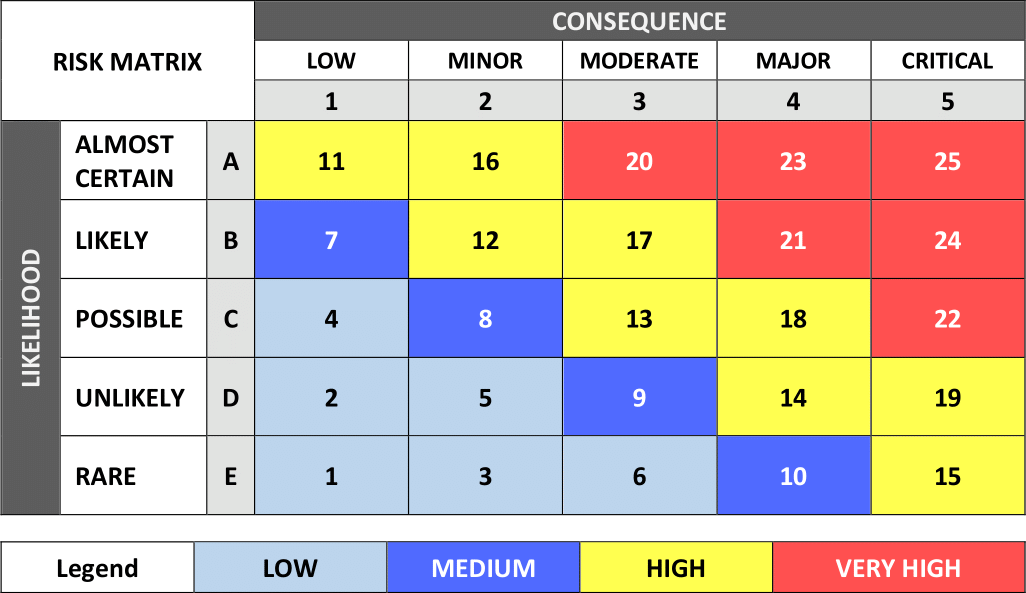 CONSEQUENCE
RISK MATRIX
LOW MINOR MODERATE MAJOR CRITICAL
1 2 3 4 5
LIKELIHOOD
ALMOST
CERTAIN A 11 16 20 23 25
LIKELY B 7 12 17 21 24
POSSIBLE C 4 8 13 18 22
UNLIKELY D 2 5 9 14 19
RARE E 1 3 6 10 15
Legend LOW MEDIUM HIGH VERY HIGH